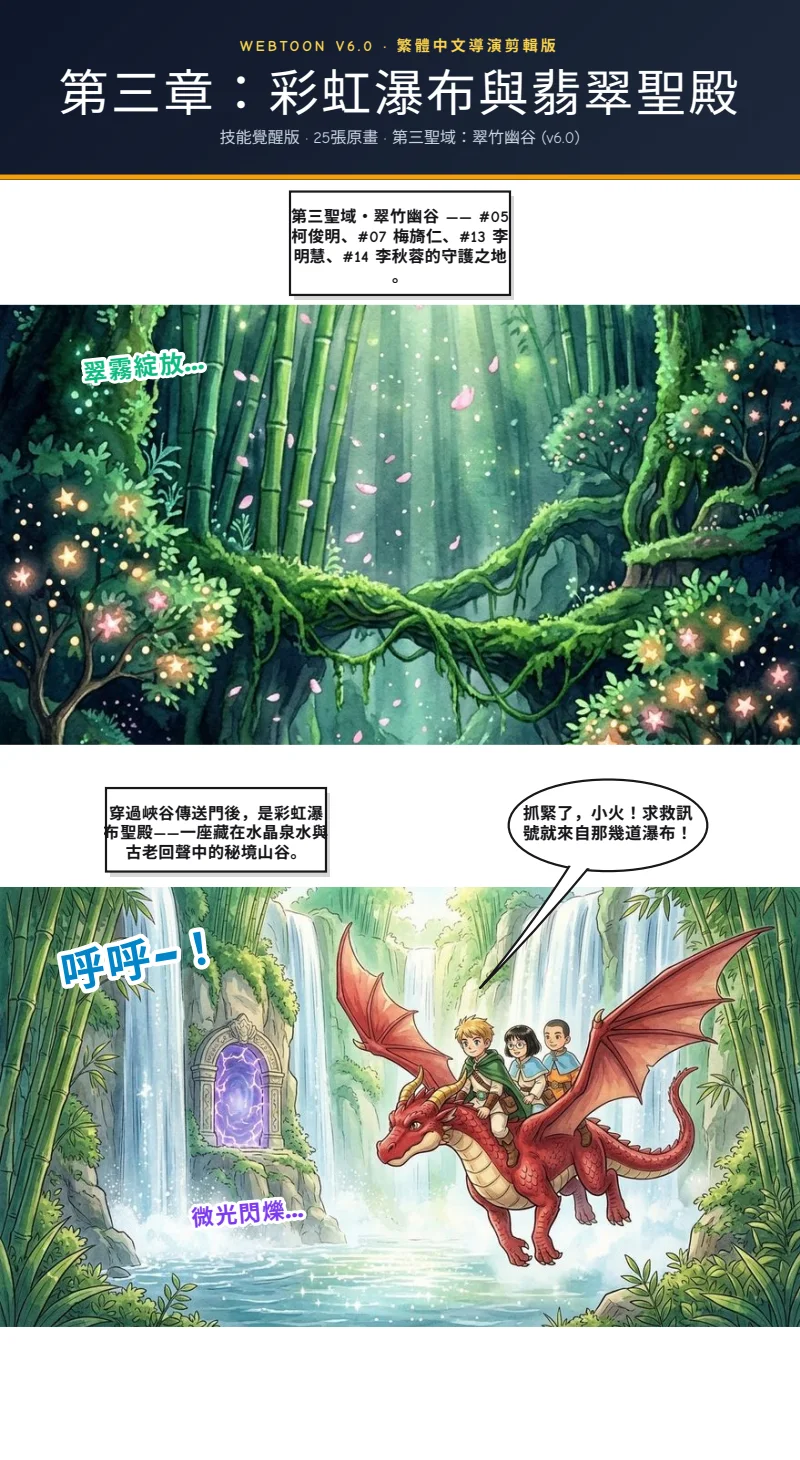 WEBTOON V6.0 · 繁體中文導演剪輯版
第三章：彩虹瀑布與翡翠聖殿
技能覺醒版 · 25張原畫 · 第三聖域：翠竹幽谷 (v6.0)
第三聖域・翠竹幽谷 —— #05
柯俊明、#07 梅旖仁、#13 李
明慧、#14 李秋蓉的守護之地
。
翠霧綻放...
穿過峽谷傳送門後，是彩虹瀑
布聖殿——一座藏在水晶泉水與
古老回聲中的秘境山谷。
抓緊了，小火！求救訊
號就來自那幾道瀑布！
呼呼–！
微光閃爍...